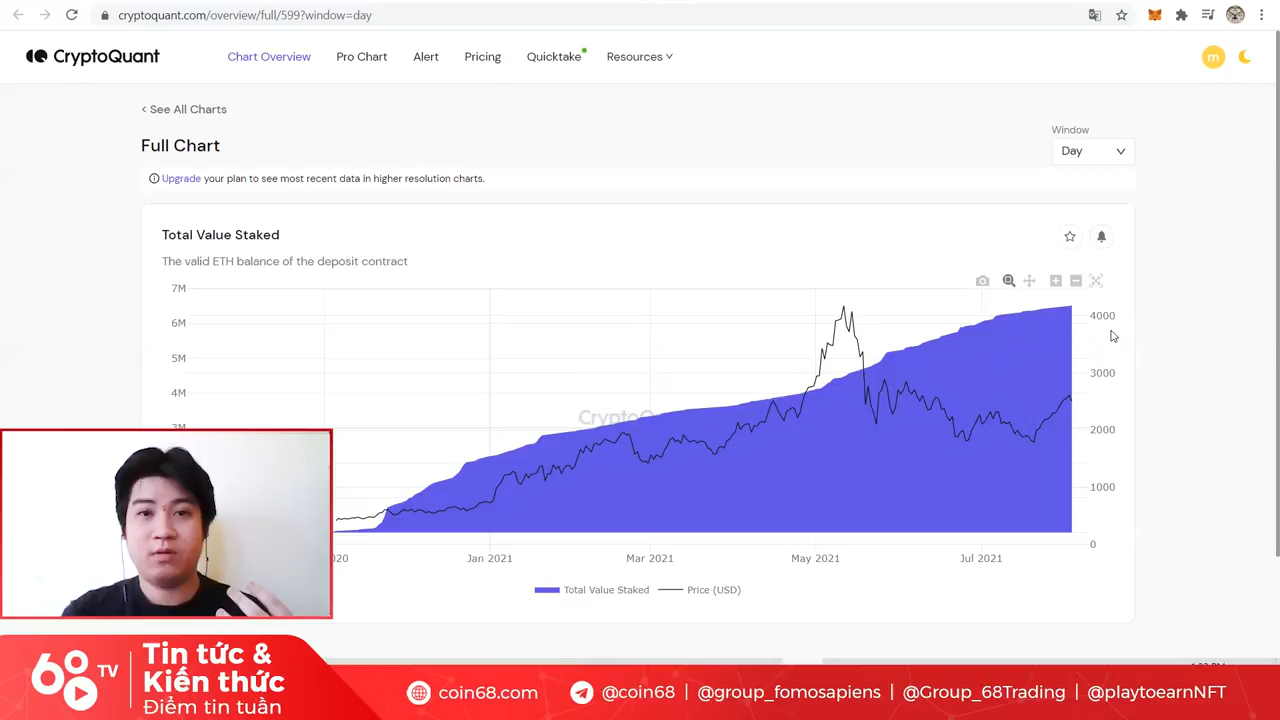 cryptoquant.com/overview/full/599?window=day
CryptoQuant
Chart Overview
Pro Chart
Alert
Pricing
Quicktake
Resources
m
< See All Charts
Full Chart
Window
Day
Upgrade your plan to see most recent data in higher resolution charts.
Total Value Staked
The valid ETH balance of the deposit contract
7M
6M
5M
4M
3M
4000
3000
2000
1000
0
20
Jan 2021
Mar 2021
May 2021
Jul 2021
Total Value Staked
Price (USD)
68 TV
Tin tức &
Kiến thức
Điểm tin tuần
coin68.com
@coin68 | @group_fomosapiens | @Group_68Trading | @playtoearnNFT